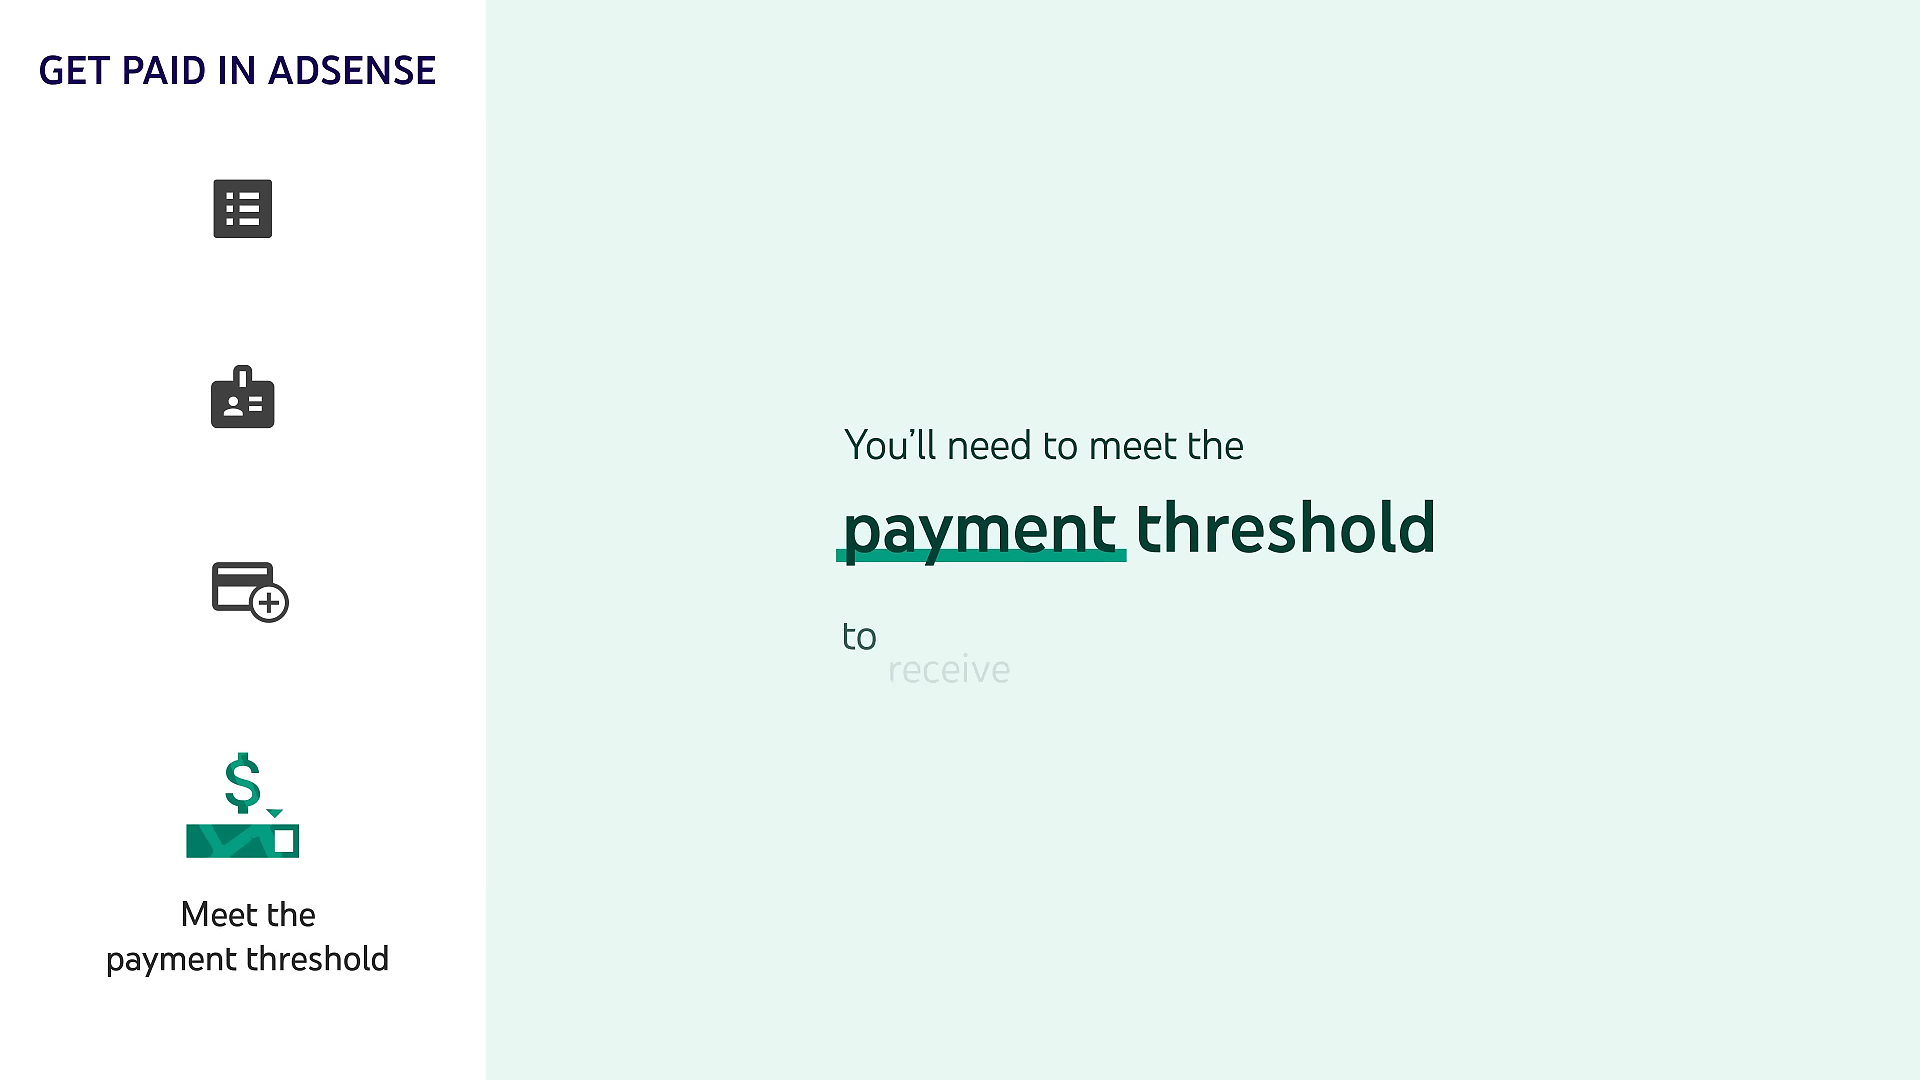 GET PAID IN ADSENSE
Meet the
payment threshold
You’ll need to meet the
payment threshold
to
receive